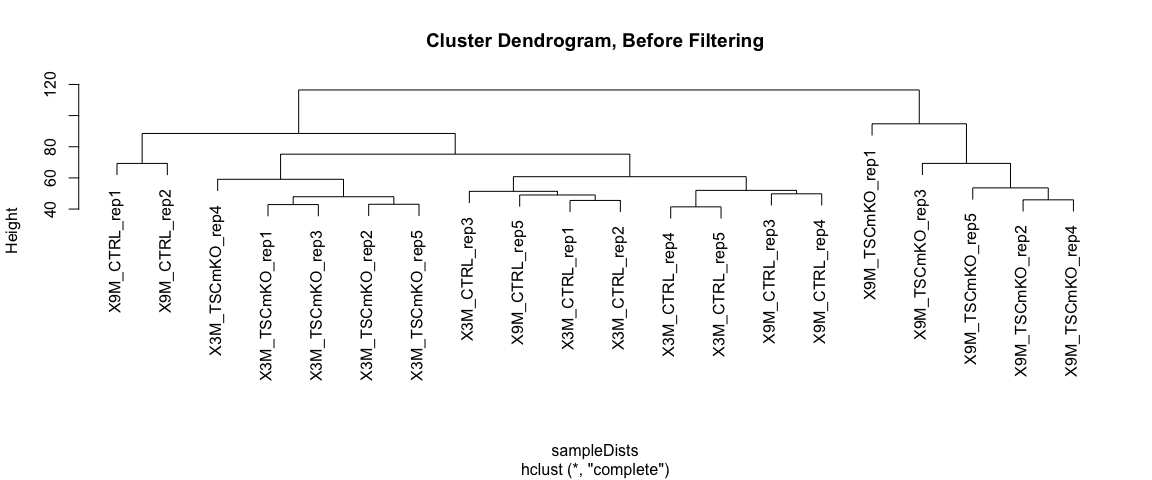 Cluster Dendrogram, Before Filtering
Height
120
80
60
40
X9M_CTRL_rep1
X9M_CTRL_rep2
X3M_TSCmKO_rep4
X3M_TSCmKO_rep1
X3M_TSCmKO_rep3
X3M_TSCmKO_rep2
X3M_TSCmKO_rep5
X3M_CTRL_rep3
X9M_CTRL_rep5
X3M_CTRL_rep1
X3M_CTRL_rep2
X3M_CTRL_rep4
X3M_CTRL_rep5
X9M_CTRL_rep3
X9M_CTRL_rep4
X9M_TSCmKO_rep1
X9M_TSCmKO_rep3
X9M_TSCmKO_rep5
X9M_TSCmKO_rep2
X9M_TSCmKO_rep4
sampleDists
hclust (*, "complete")